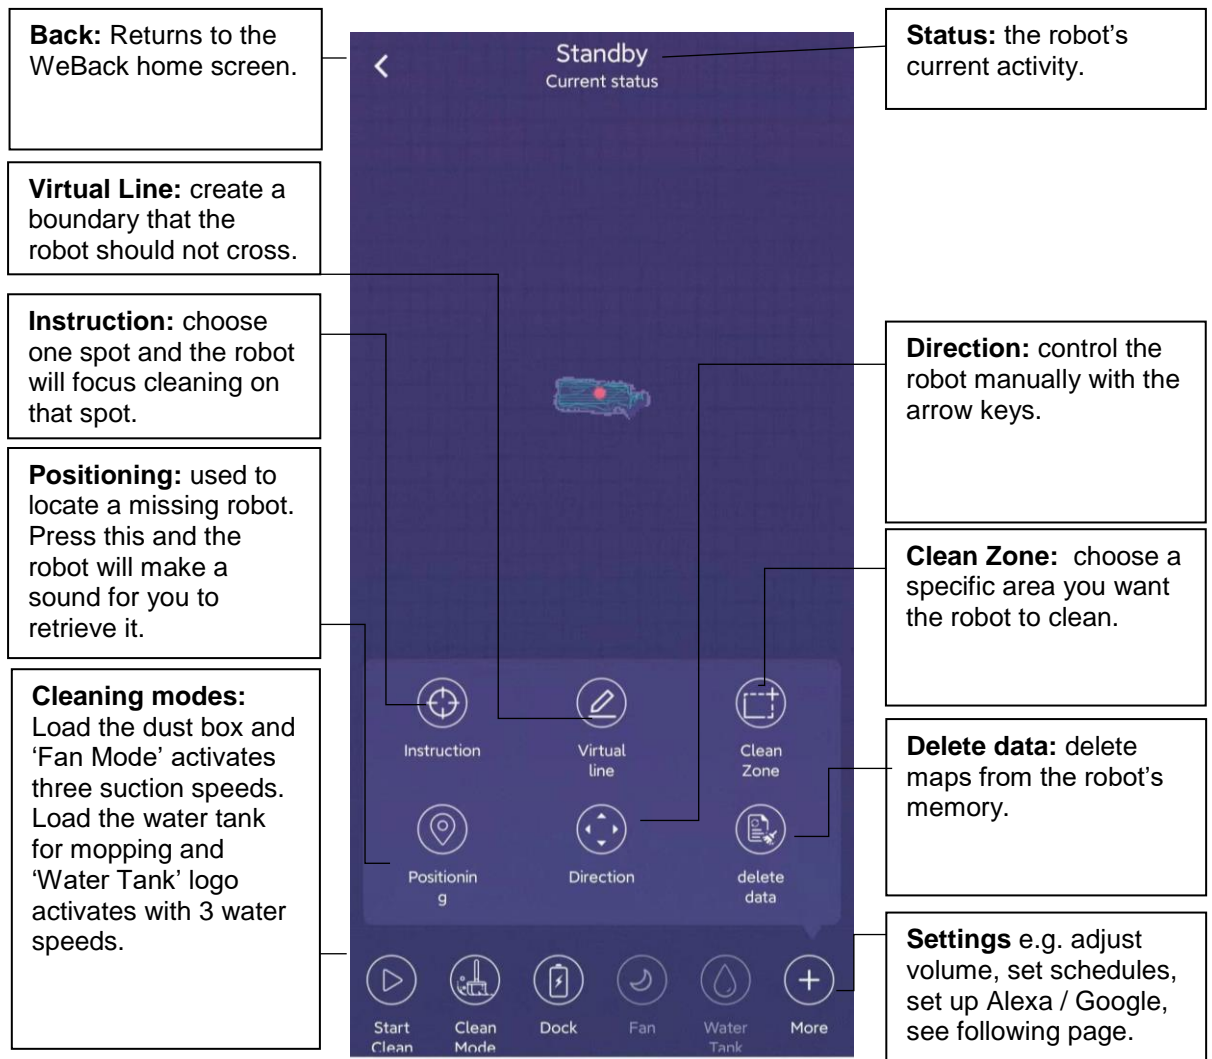 Back: Returns to the
WeBack home screen.
Standby
Current status
Status: the robot's
current activity.
Virtual Line: create a
boundary that the
robot should not cross.
Instruction: choose
one spot and the robot
will focus cleaning on
that spot.
Direction: control the
robot manually with the
arrow keys.
Positioning: used to
locate a missing robot.
Press this and the
robot will make a
sound for you to
retrieve it.
Clean Zone:  choose a
specific area you want
the robot to clean.
Cleaning modes:
Load the dust box and
‘Fan Mode’ activates
three suction speeds.
Load the water tank
for mopping and
‘Water Tank’ logo
activates with 3 water
speeds.
Instruction
Virtual
line
Clean
Zone
Delete data: delete
maps from the robot's
memory.
Positionin
g
Direction
delete
data
Settings e.g. adjust
volume, set schedules,
set up Alexa / Google,
see following page.
Start
Clean
Clean
Mode
Dock
Fan
Water
Tank
More